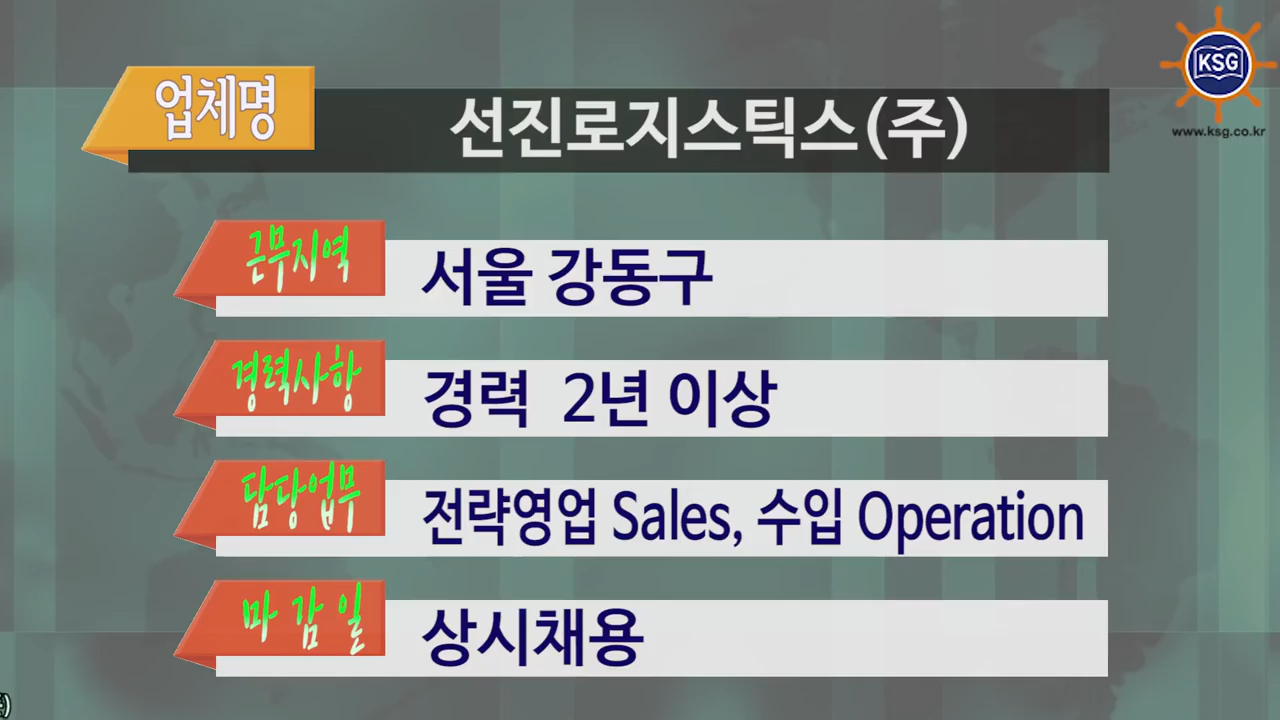 KSG
www.ksg.co.kr
업체명 선진로지스틱스(주)
근무지역 서울 강동구
경력사항 경력 2년 이상
담당업무 전략영업 Sales, 수입 Operation
마감일 상시채용